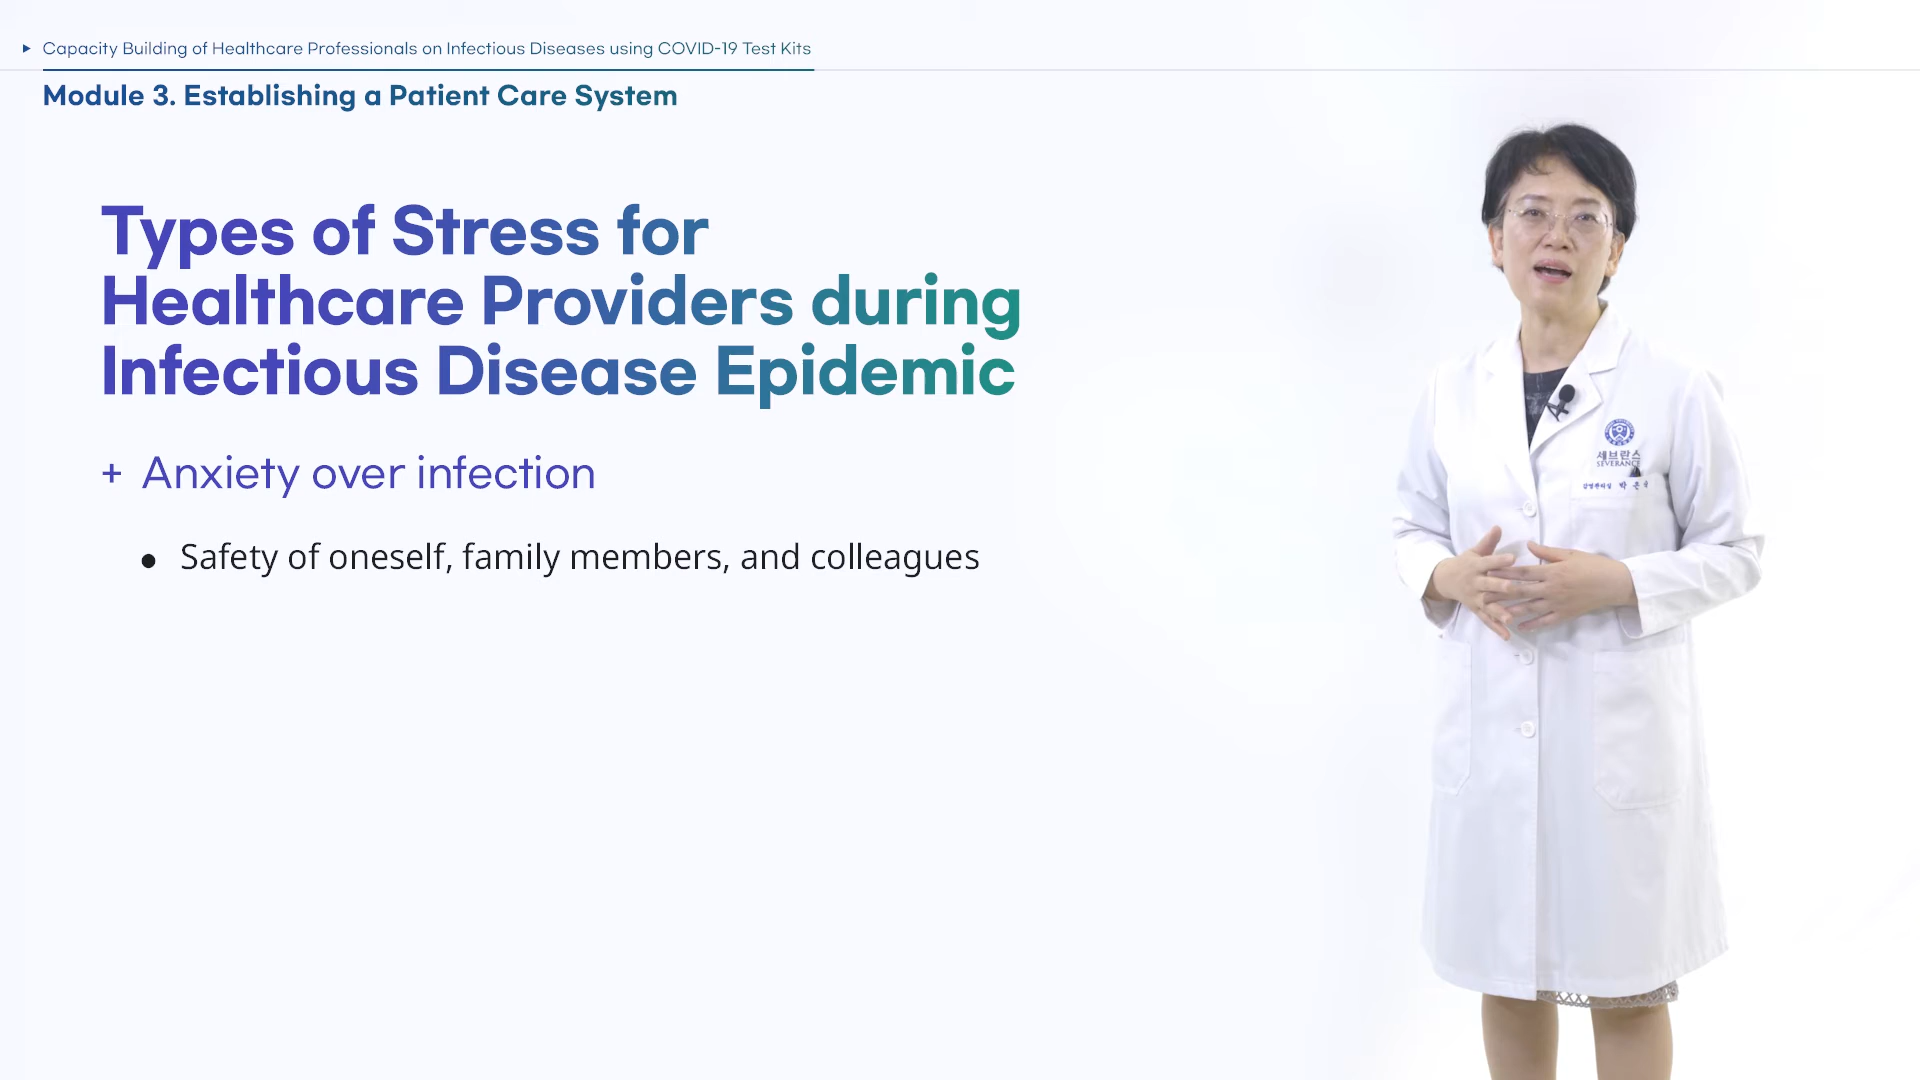 Capacity Building of Healthcare Professionals on Infectious Diseases using COVID-19 Test Kits
Module 3. Establishing a Patient Care System
Types of Stress for
Healthcare Providers during
Infectious Disease Epidemic
+ Anxiety over infection
● Safety of oneself, family members, and colleagues
세브란스
SEVERANCE